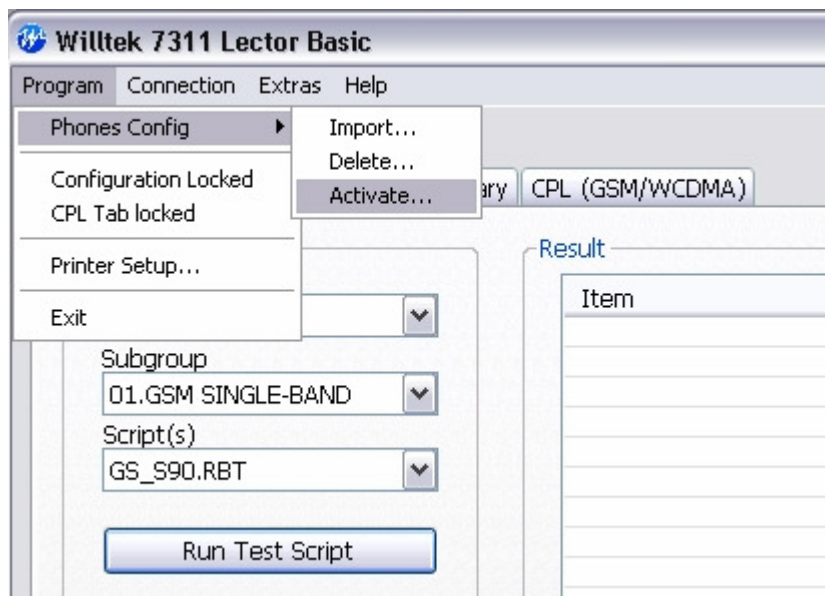 Willtek 7311 Lector Basic
Program Connection Extras Help
Phones Config
Import...
Delete...
Activate...
Configuration Locked
CPL Tab locked
Printer Setup...
Exit
CPL (GSM/WCDMA)
Subgroup
01.GSM SINGLE-BAND
Script(s)
GS_S90.RBT
Run Test Script
Result
Item